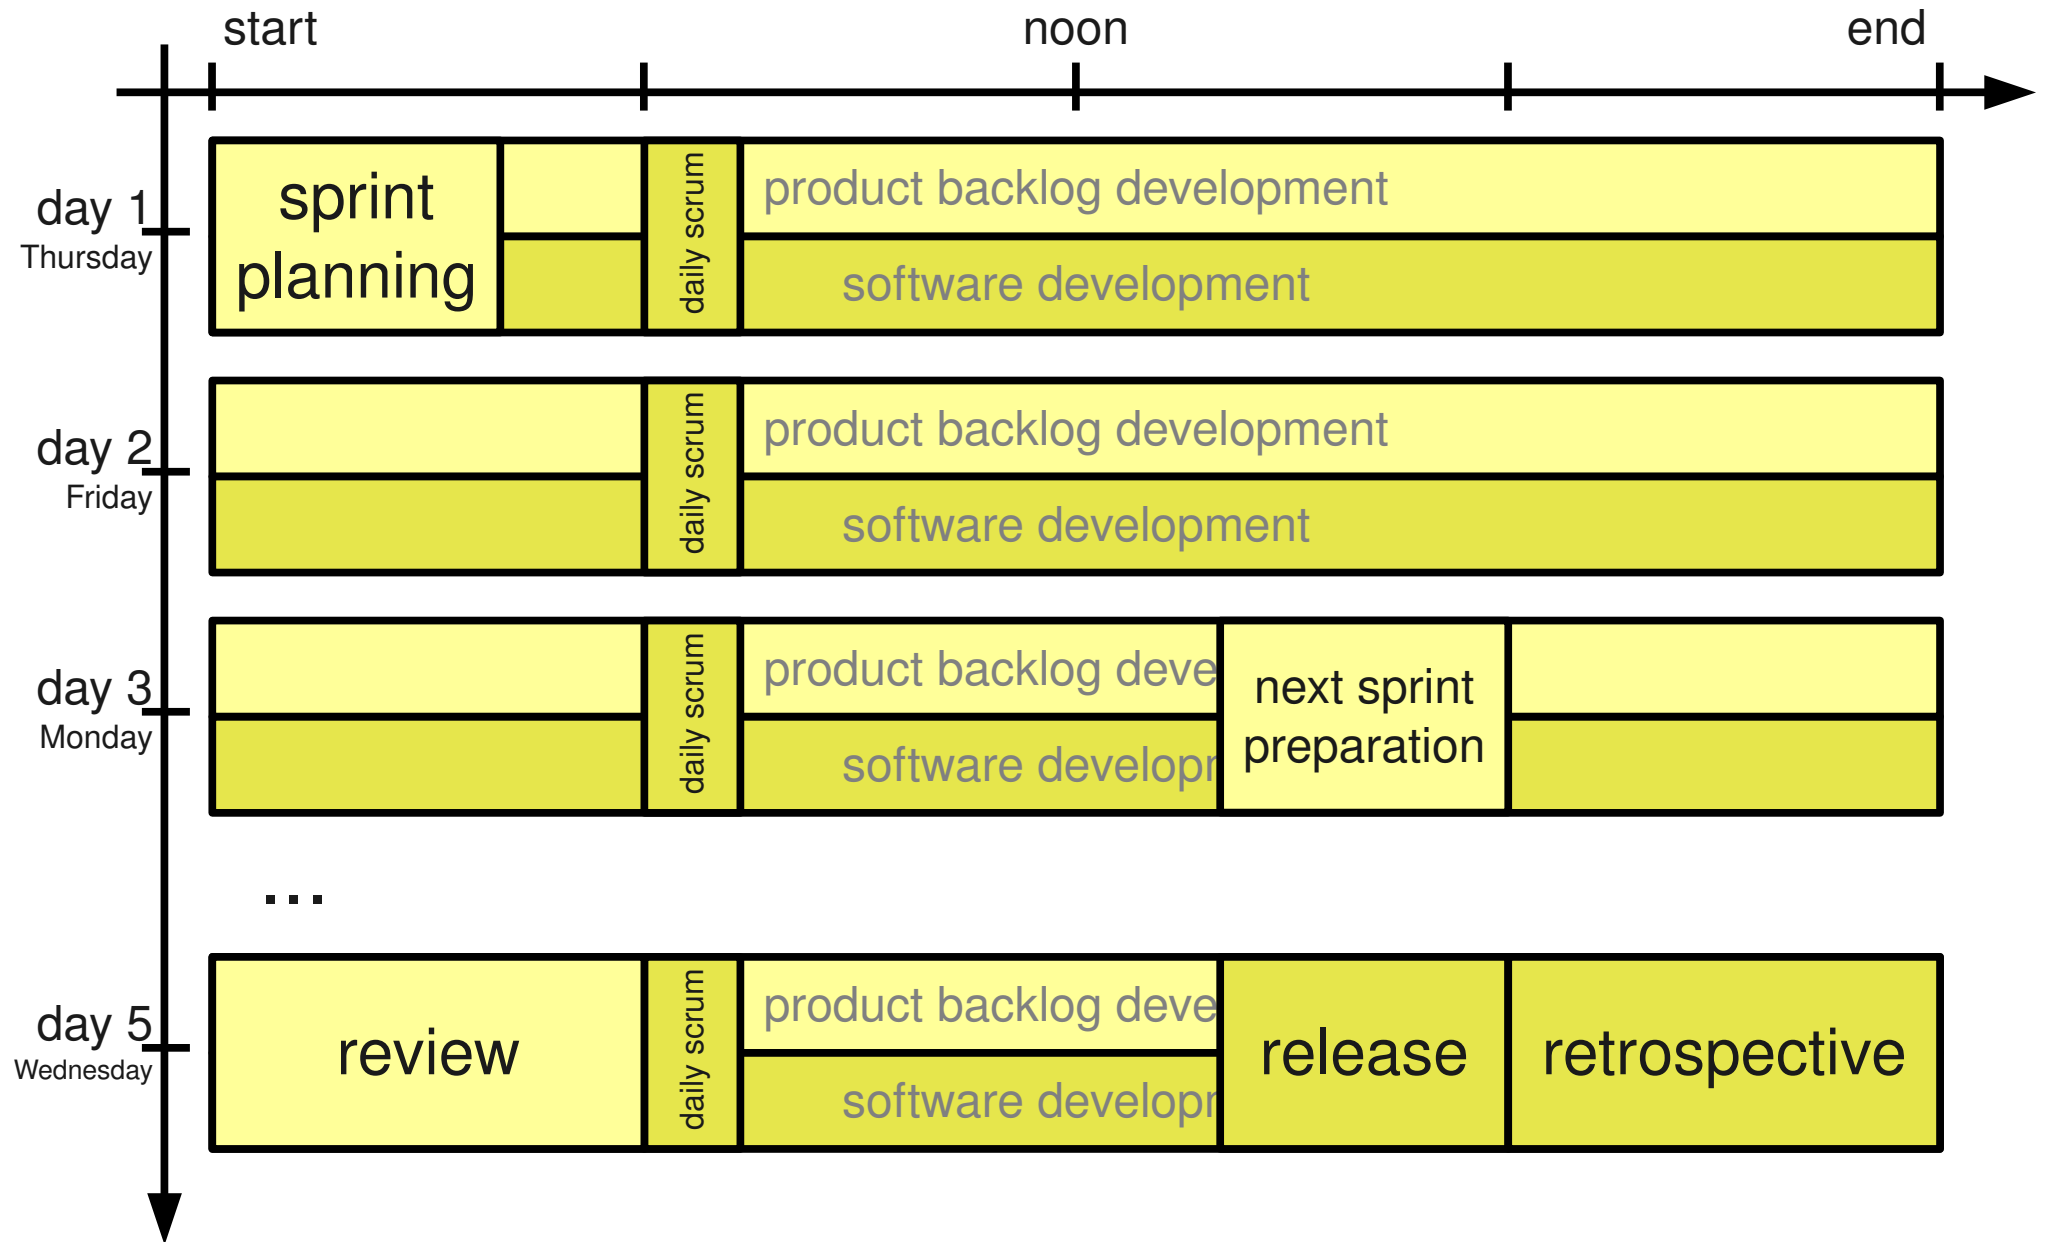 start
noon
end
day 1
Thursday
sprint
planning
daily scrum
product backlog development
software development
day 2
Friday
daily scrum
product backlog development
software development
day 3
Monday
daily scrum
product backlog deve
software develop
next sprint
preparation
...
day 5
Wednesday
review
daily scrum
product backlog deve
software develop
release
retrospective